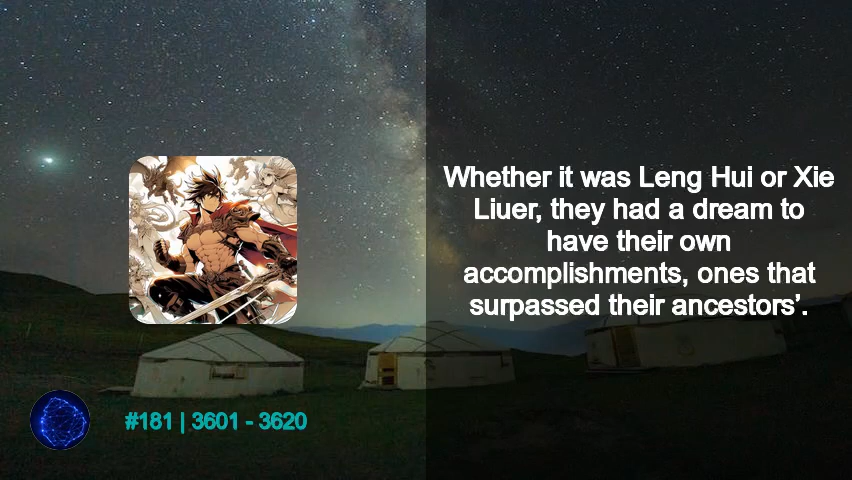 Whether it was Leng Hui or Xie
Liuer, they had a dream to
have their own
accomplishments, ones that
surpassed their ancestors’.
#181 | 3601 - 3620